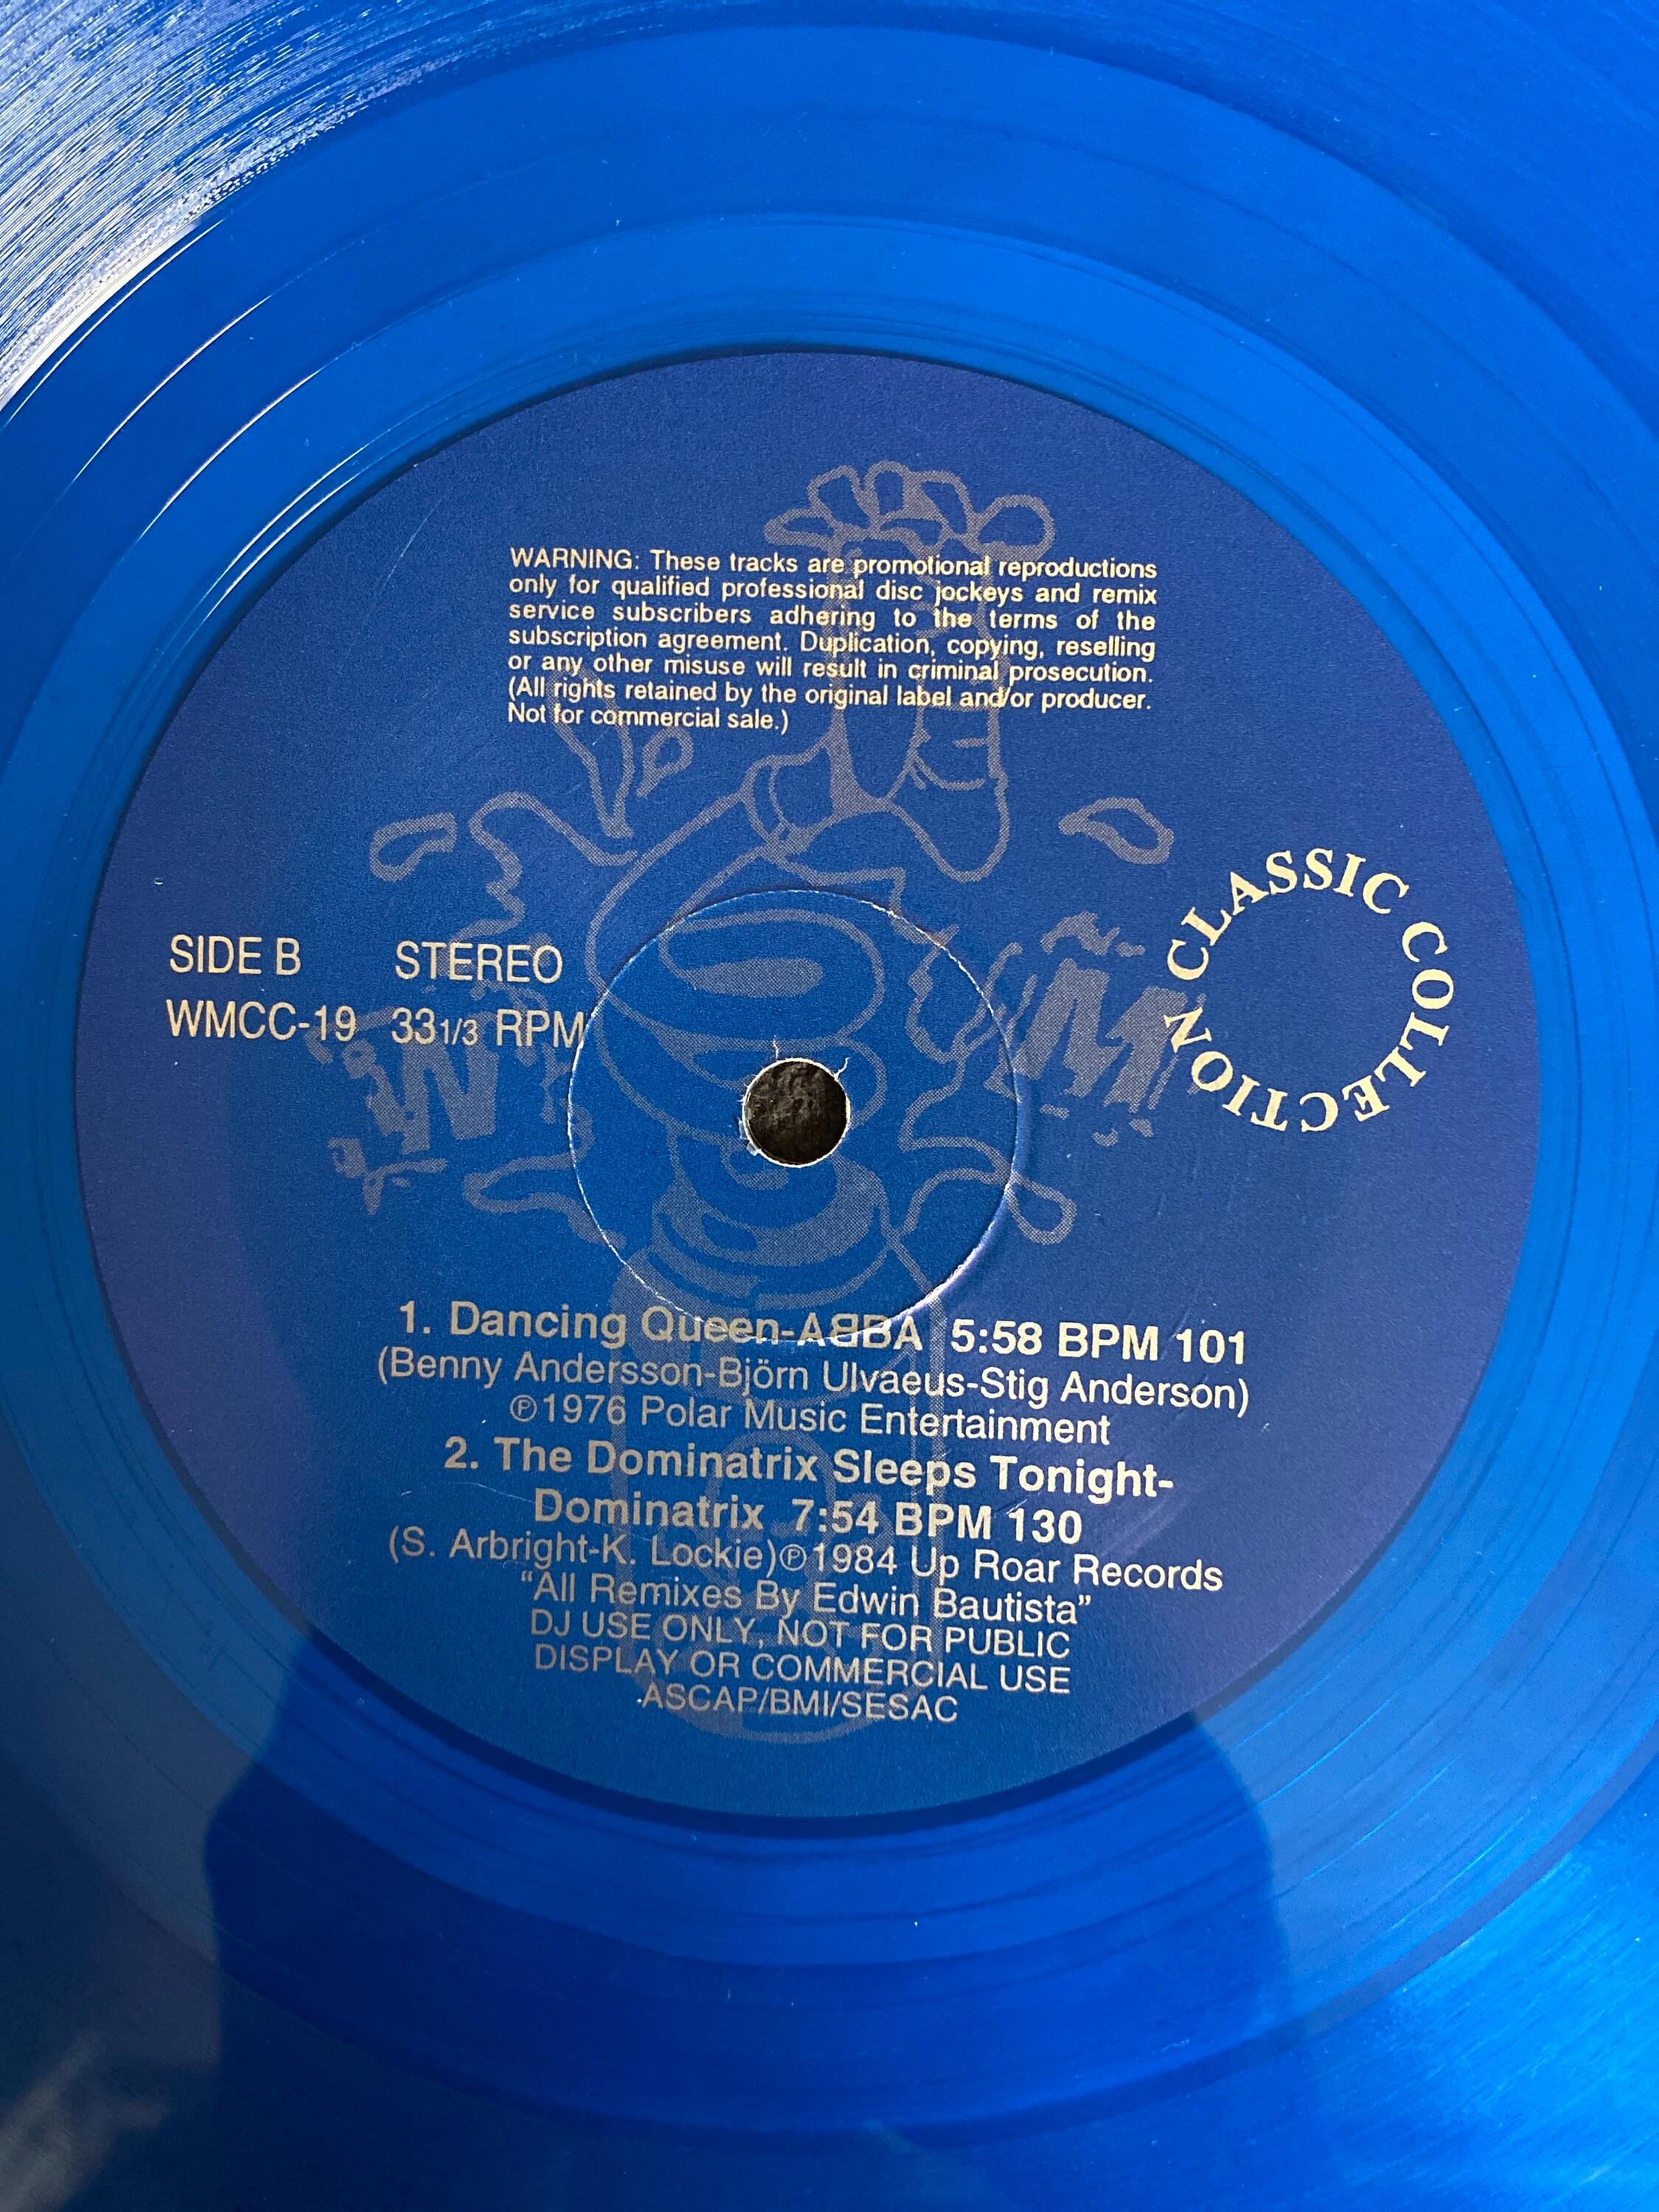 WARNING: These tracks are promotional reproductions
only for qualified professional disc jockeys and remix
service subscribers adhering to the terms of the
subscription agreement. Duplication, copying, reselling
or any other misuse will result in criminal prosecution.
(All rights retained by the original label and/or producer.
Not for commercial sale.)
SIDE B STEREO
WMCC-19 33 1/3 RPM
CLASSIC COLLECTION
W M
1. Dancing Queen-AᗺBA 5:58 BPM 101
(Benny Andersson-Björn Ulvaeus-Stig Anderson)
℗1976 Polar Music Entertainment
2. The Dominatrix Sleeps Tonight-
Dominatrix 7:54 BPM 130
(S. Arbright-K. Lockie)℗1984 Up Roar Records
“All Remixes By Edwin Bautista”
DJ USE ONLY, NOT FOR PUBLIC
DISPLAY OR COMMERCIAL USE
ASCAP/BMI/SESAC